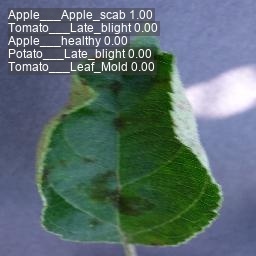 Apple___Apple_scab 1.00
Tomato___Late_blight 0.00
Apple___healthy 0.00
Potato___Late_blight 0.00
Tomato___Leaf_Mold 0.00